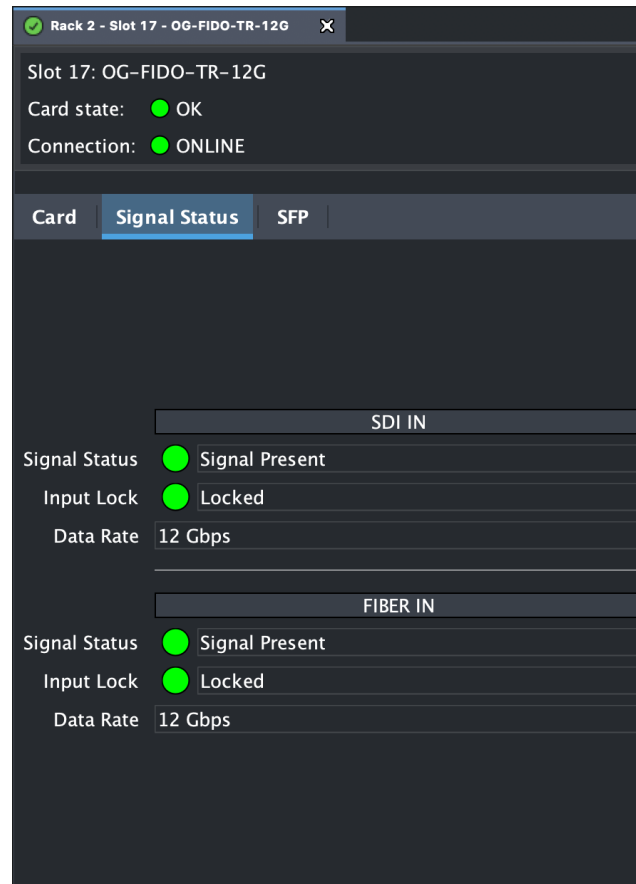 Rack 2 - Slot 17 - OG-FIDO-TR-12G
Slot 17: OG-FIDO-TR-12G
Card state: OK
Connection: ONLINE
Card Signal Status SFP
SDI IN
Signal Status Signal Present
Input Lock Locked
Data Rate 12 Gbps
FIBER IN
Signal Status Signal Present
Input Lock Locked
Data Rate 12 Gbps